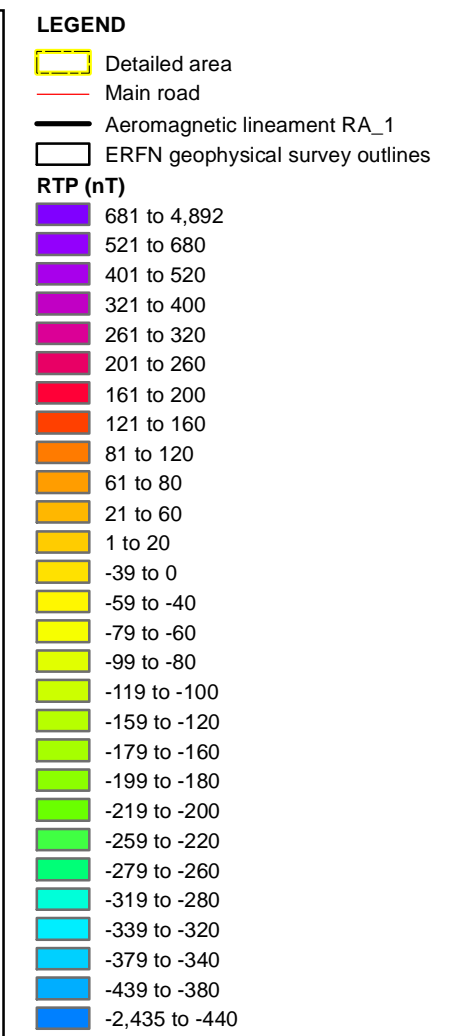 LEGEND
Detailed area
Main road
Aeromagnetic lineament RA_1
ERFN geophysical survey outlines
RTP (nT)
681 to 4,892
521 to 680
401 to 520
321 to 400
261 to 320
201 to 260
161 to 200
121 to 160
81 to 120
61 to 80
21 to 60
1 to 20
-39 to 0
-59 to -40
-79 to -60
-99 to -80
-119 to -100
-159 to -120
-179 to -160
-199 to -180
-219 to -200
-259 to -220
-279 to -260
-319 to -280
-339 to -320
-379 to -340
-439 to -380
-2,435 to -440